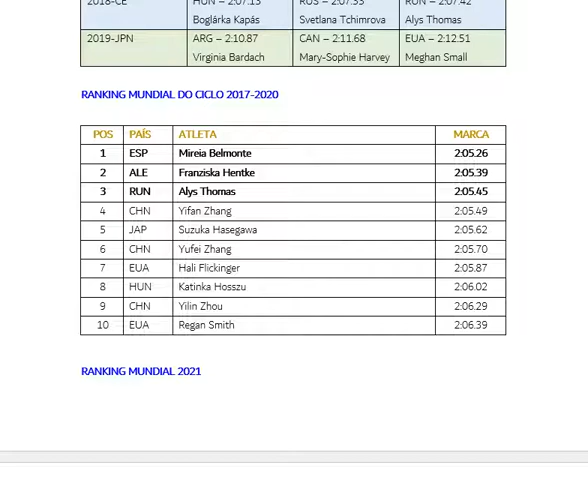 2018-CE HUN – 2:07.13 RUS – 2:07.33 RUN – 2:07.42
Boglárka Kapás Svetlana Tchimrova Alys Thomas
2019-JPN ARG – 2:10.87 CAN – 2:11.68 EUA – 2:12.51
Virginia Bardach Mary-Sophie Harvey Meghan Small
RANKING MUNDIAL DO CICLO 2017-2020
POS PAÍS ATLETA MARCA
1 ESP Mireia Belmonte 2:05.26
2 ALE Franziska Hentke 2:05.39
3 RUN Alys Thomas 2:05.45
4 CHN Yifan Zhang 2:05.49
5 JAP Suzuka Hasegawa 2:05.62
6 CHN Yufei Zhang 2:05.70
7 EUA Hali Flickinger 2:05.87
8 HUN Katinka Hosszu 2:06.02
9 CHN Yilin Zhou 2:06.29
10 EUA Regan Smith 2:06.39
RANKING MUNDIAL 2021